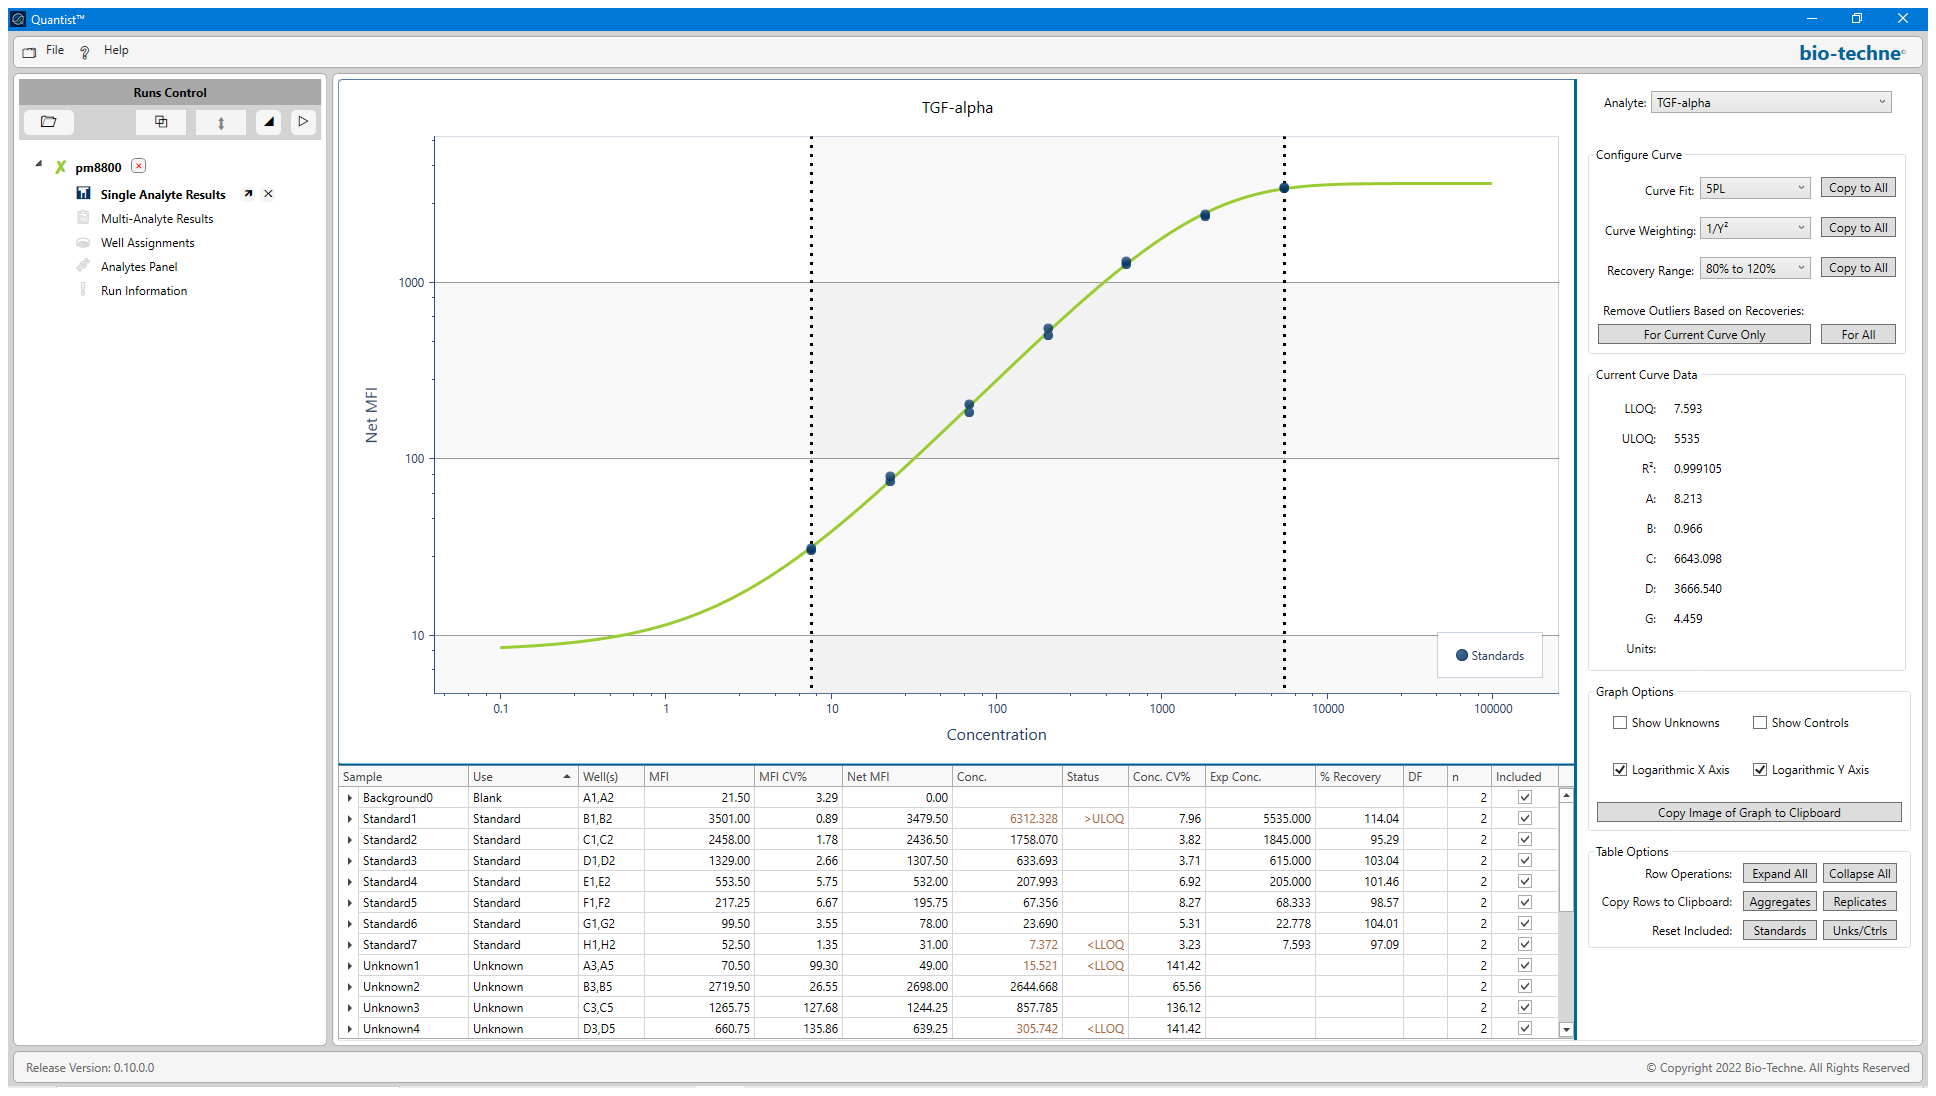 Quantist™
File Help
bio-techne
Runs Control
pm8800
Single Analyte Results
Multi-Analyte Results
Well Assignments
Analytes Panel
Run Information
TGF-alpha
Net MFI
1000
100
10
Standards
0.1 1 10 100 1000 10000 100000
Concentration
Sample Use Well(s) MFI MFI CV% Net MFI Conc. Status Conc. CV% Exp Conc. % Recovery DF n Included
Background0 Blank A1,A2 21.50 3.29 0.00 2
Standard1 Standard B1,B2 3501.00 0.89 3479.50 6312.328 >ULOQ 7.96 5535.000 114.04 2
Standard2 Standard C1,C2 2458.00 1.78 2436.50 1758.070 3.82 1845.000 95.29 2
Standard3 Standard D1,D2 1329.00 2.66 1307.50 633.693 3.71 615.000 103.04 2
Standard4 Standard E1,E2 553.50 5.75 532.00 207.993 6.92 205.000 101.46 2
Standard5 Standard F1,F2 217.25 6.67 195.75 67.356 8.27 68.333 98.57 2
Standard6 Standard G1,G2 99.50 3.55 78.00 23.690 5.31 22.778 104.01 2
Standard7 Standard H1,H2 52.50 1.35 31.00 7.372 <LLOQ 3.23 7.593 97.09 2
Unknown1 Unknown A3,A5 70.50 99.30 49.00 15.521 <LLOQ 141.42 2
Unknown2 Unknown B3,B5 2719.50 26.55 2698.00 2644.668 65.56 2
Unknown3 Unknown C3,C5 1265.75 127.68 1244.25 857.785 136.12 2
Unknown4 Unknown D3,D5 660.75 135.86 639.25 305.742 <LLOQ 141.42 2
Analyte: TGF-alpha
Configure Curve
Curve Fit: 5PL Copy to All
Curve Weighting: 1/Y² Copy to All
Recovery Range: 80% to 120% Copy to All
Remove Outliers Based on Recoveries:
For Current Curve Only For All
Current Curve Data
LLOQ: 7.593
ULOQ: 5535
R²: 0.999105
A: 8.213
B: 0.966
C: 6643.098
D: 3666.540
G: 4.459
Units:
Graph Options
Show Unknowns Show Controls
Logarithmic X Axis Logarithmic Y Axis
Copy Image of Graph to Clipboard
Table Options
Row Operations: Expand All Collapse All
Copy Rows to Clipboard: Aggregates Replicates
Reset Included: Standards Unks/Ctrls
Release Version: 0.10.0.0
© Copyright 2022 Bio-Techne. All Rights Reserved